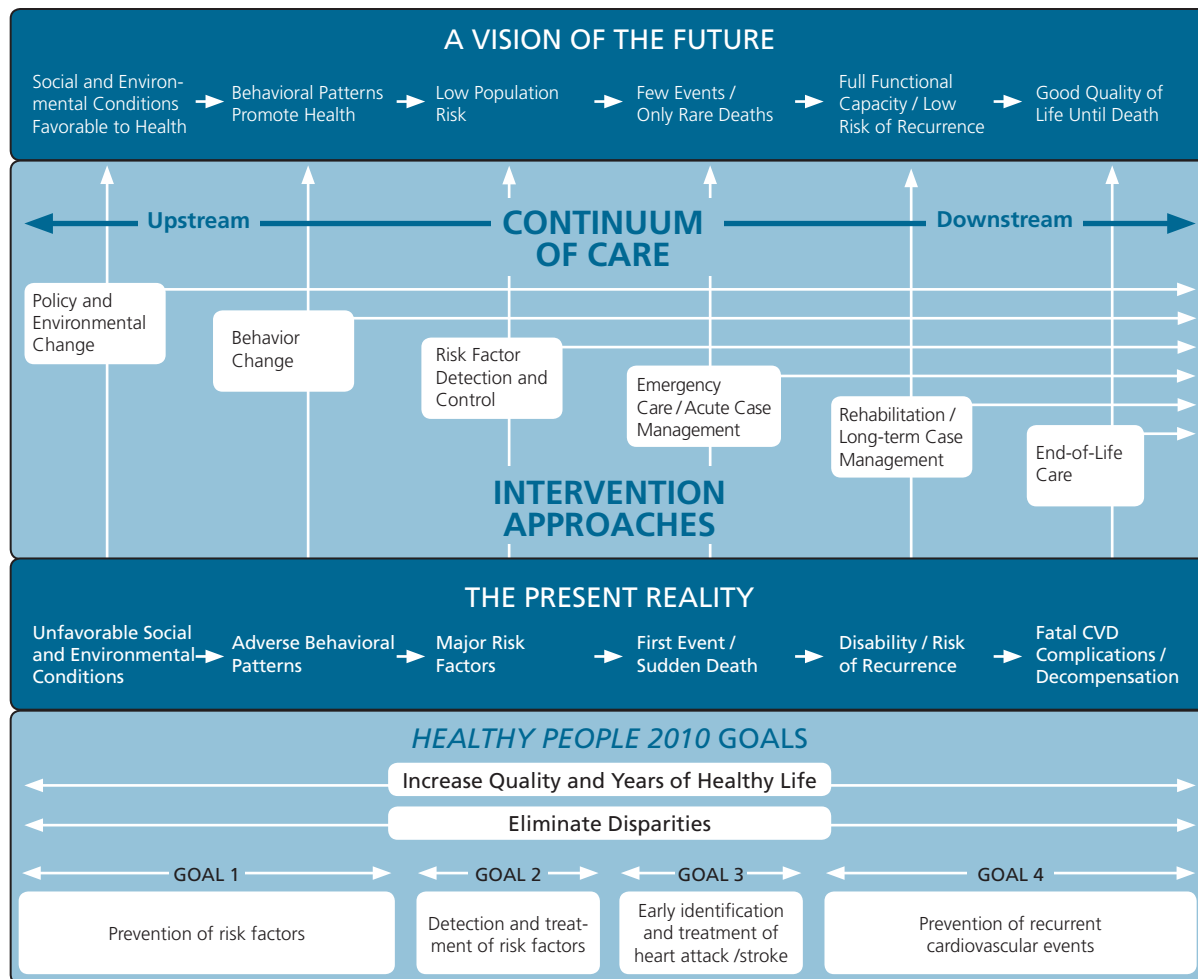 A VISION OF THE FUTURE
Social and Environ-
mental Conditions
Favorable to Health
Behavioral Patterns
Promote Health
Low Population
Risk
Few Events /
Only Rare Deaths
Full Functional
Capacity / Low
Risk of Recurrence
Good Quality of
Life Until Death
Upstream
CONTINUUM
OF CARE
Downstream
Policy and
Environmental
Change
Behavior
Change
Risk Factor
Detection and
Control
Emergency
Care / Acute Case
Management
Rehabilitation /
Long-term Case
Management
End-of-Life
Care
INTERVENTION
APPROACHES
THE PRESENT REALITY
Unfavorable Social
and Environmental
Conditions
Adverse Behavioral
Patterns
Major Risk
Factors
First Event /
Sudden Death
Disability / Risk
of Recurrence
Fatal CVD
Complications /
Decompensation
HEALTHY PEOPLE 2010 GOALS
Increase Quality and Years of Healthy Life
Eliminate Disparities
GOAL 1
Prevention of risk factors
GOAL 2
Detection and treat-
ment of risk factors
GOAL 3
Early identification
and treatment of
heart attack /stroke
GOAL 4
Prevention of recurrent
cardiovascular events